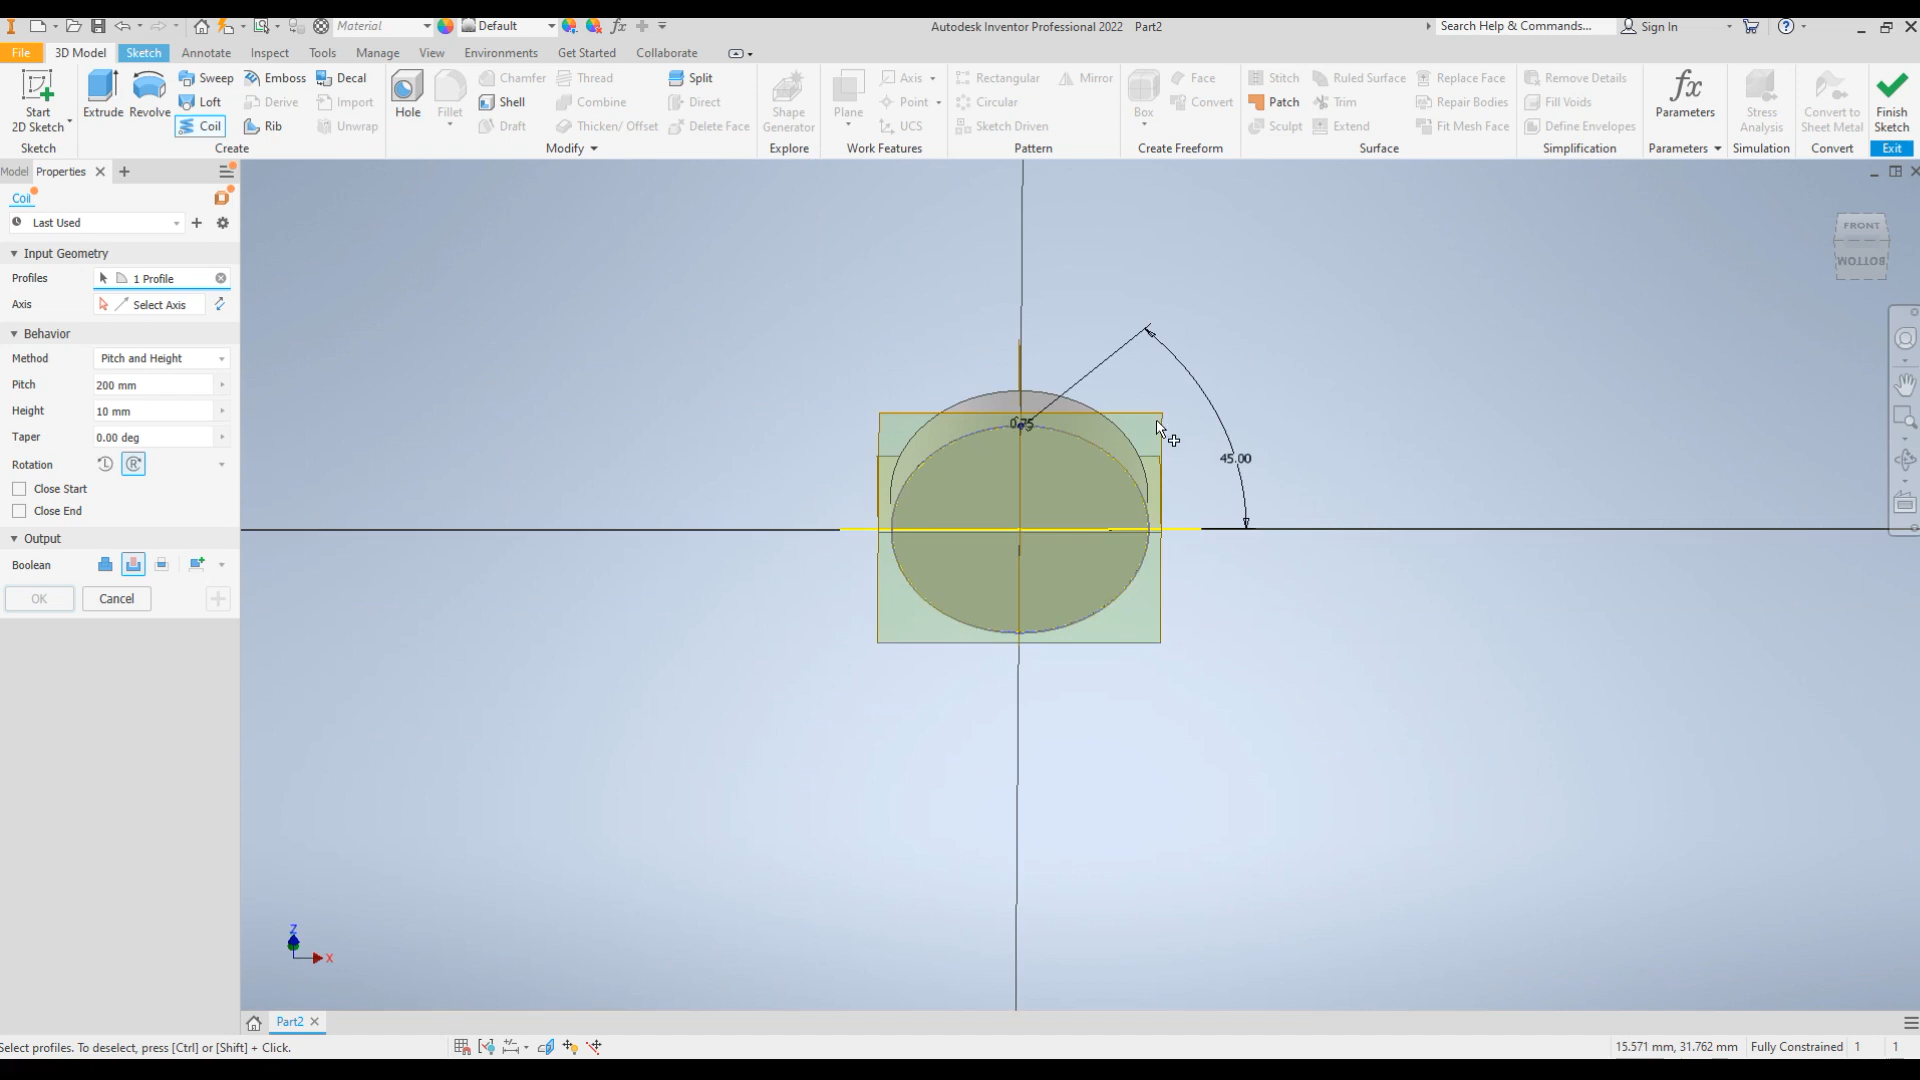 Material
Default
Autodesk Inventor Professional 2022 Part2
Search Help & Commands...
Sign In
File 3D Model Sketch Annotate Inspect Tools Manage View Environments Get Started Collaborate
Start
2D Sketch
Extrude
Revolve
Sweep
Loft
Coil
Emboss
Derive
Rib
Decal
Import
Unwrap
Hole
Fillet
Chamfer
Shell
Draft
Thread
Combine
Thicken/ Offset
Split
Direct
Delete Face
Shape
Generator
Plane
Axis
Point
UCS
Rectangular
Circular
Sketch Driven
Mirror
Box
Face
Convert
Stitch
Patch
Sculpt
Ruled Surface
Trim
Extend
Replace Face
Repair Bodies
Fit Mesh Face
Remove Details
Fill Voids
Define Envelopes
fx
Parameters
Stress
Analysis
Convert to
Sheet Metal
Finish
Sketch
Sketch Create Modify Explore Work Features Pattern Create Freeform Surface Simplification Parameters Simulation Convert Exit
Model Properties
Coil
Last Used
Input Geometry
Profiles 1 Profile
Axis Select Axis
Behavior
Method Pitch and Height
Pitch 200 mm
Height 10 mm
Taper 0.00 deg
Rotation
Close Start
Close End
Output
Boolean
OK Cancel
FRONT
BOTTOM
0.75
45.00
Z
X
Part2
Select profiles. To deselect, press [Ctrl] or [Shift] + Click.
15.571 mm, 31.762 mm Fully Constrained 1 1